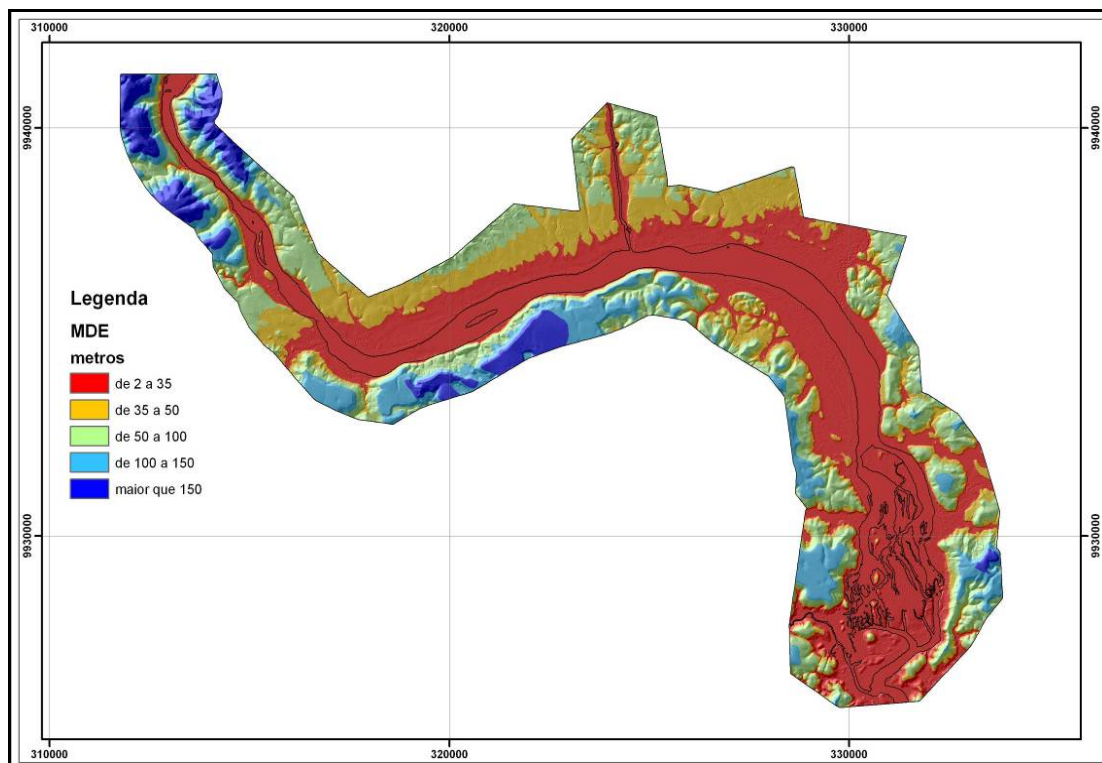 310000 320000 330000
9940000 9940000
Legenda
MDE
metros
de 2 a 35
de 35 a 50
de 50 a 100
de 100 a 150
maior que 150
9930000 9930000
310000 320000 330000